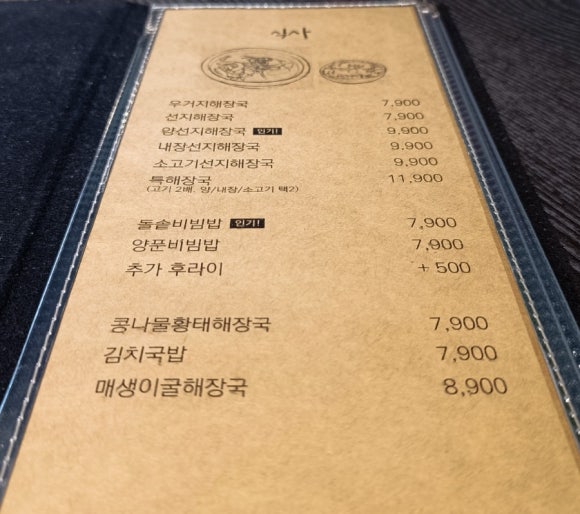 식사
우거지해장국 7,900
선지해장국 7,900
양선지해장국 인기! 9,900
내장선지해장국 9,900
소고기선지해장국 9,900
특해장국 11,900
(고기 2배, 양/내장/소고기 택2)
돌솥비빔밥 인기! 7,900
양푼비빔밥 7,900
추가 후라이 + 500
콩나물황태해장국 7,900
김치국밥 7,900
매생이굴해장국 8,900